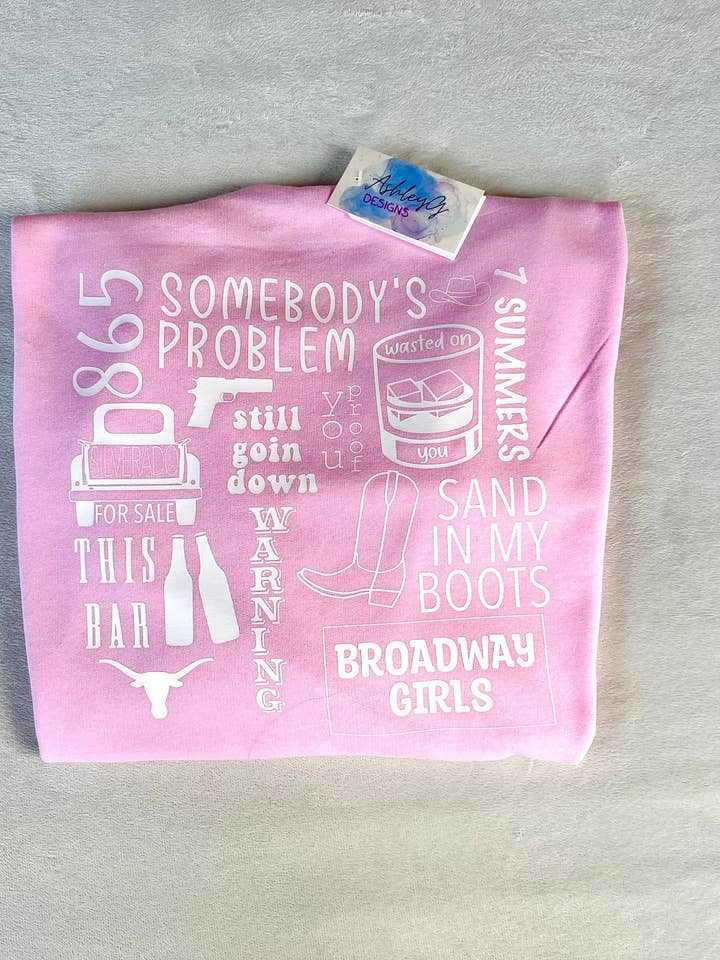 AshleyG
DESIGNS
865
SOMEBODY'S
PROBLEM
7 SUMMERS
wasted on
you
still
goin
down
you
proof
SILVERADO
FOR SALE
THIS
BAR
WARNING
SAND
IN MY
BOOTS
BROADWAY
GIRLS